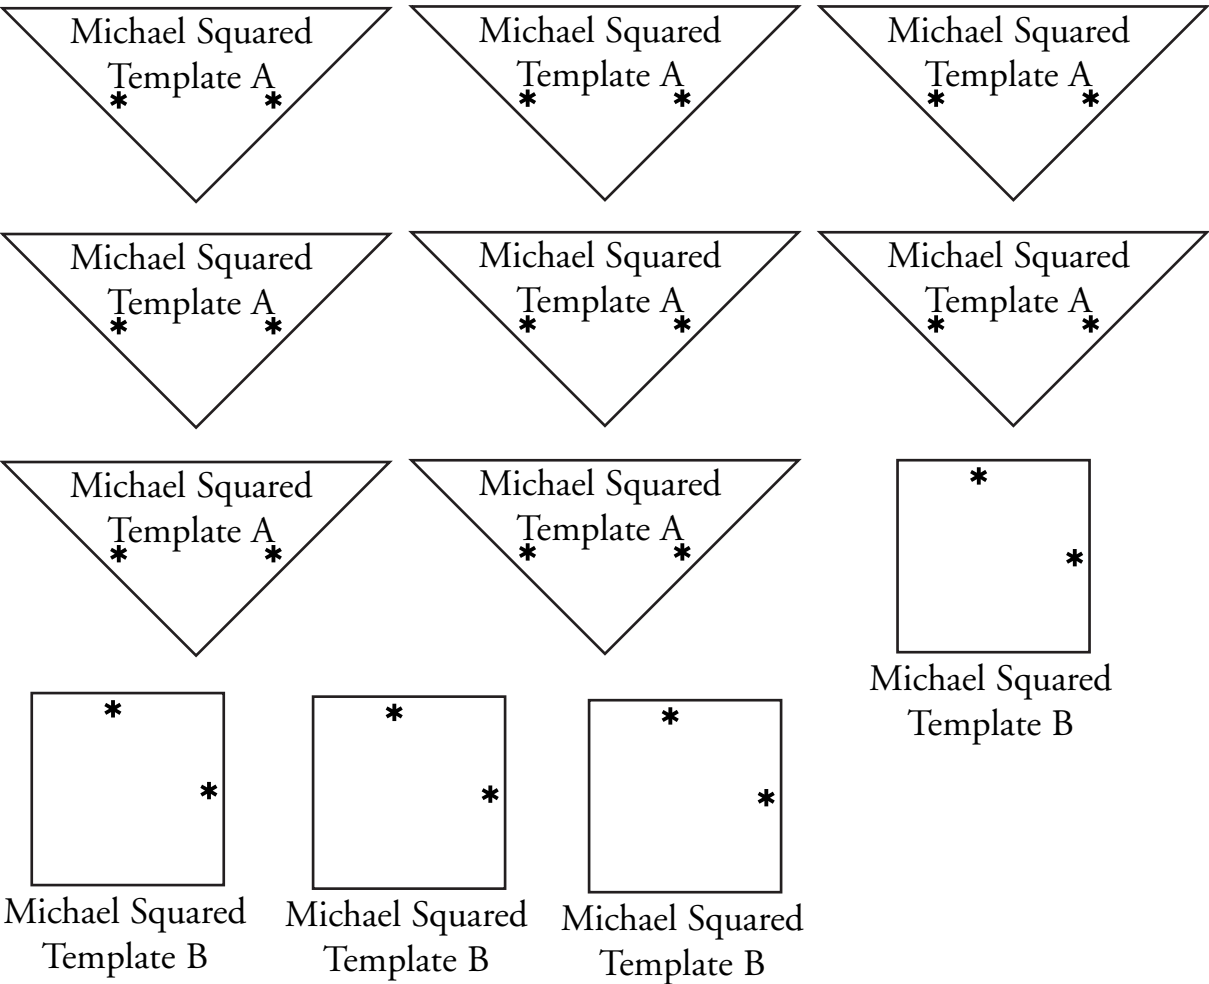 Michael Squared
Template A
* *
Michael Squared
Template A
* *
Michael Squared
Template A
* *
Michael Squared
Template A
* *
Michael Squared
Template A
* *
Michael Squared
Template A
* *
Michael Squared
Template A
* *
Michael Squared
Template A
* *
*
*
Michael Squared
Template B
*
*
Michael Squared
Template B
*
*
Michael Squared
Template B
*
*
Michael Squared
Template B